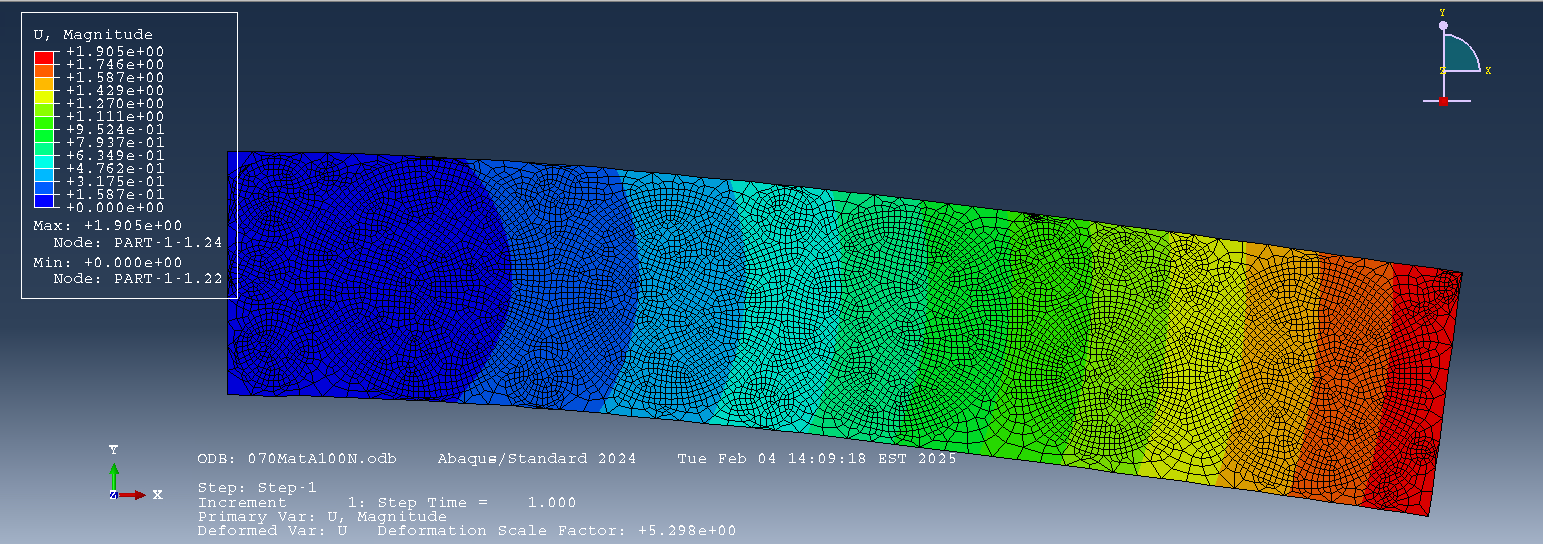 U, Magnitude
+1.905e+00
+1.746e+00
+1.587e+00
+1.429e+00
+1.270e+00
+1.111e+00
+9.524e-01
+7.937e-01
+6.349e-01
+4.762e-01
+3.175e-01
+1.587e-01
+0.000e+00
Max: +1.905e+00
Node: PART-1-1.24
Min: +0.000e+00
Node: PART-1-1.22
Y
Z
X
Y
Z
X
ODB: 070MatA100N.odb Abaqus/Standard 2024 Tue Feb 04 14:09:18 EST 2025
Step: Step-1
Increment 1: Step Time = 1.000
Primary Var: U, Magnitude
Deformed Var: U Deformation Scale Factor: +5.298e+00